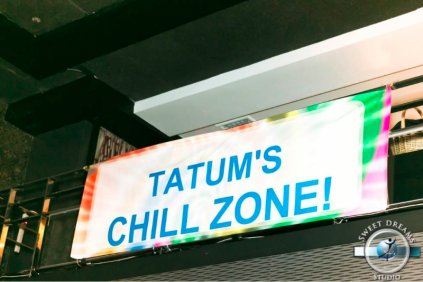 TATUM'S
CHILL ZONE!
SWEET DREAMS
STUDIO